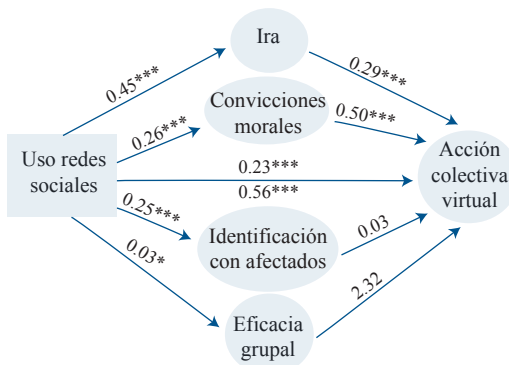 Ira
0.45***
0.29***
Convicciones
morales
0.26***
0.50***
Uso redes
sociales
0.23***
0.56***
Acción
colectiva
virtual
0.25***
Identificación
con afectados
0.03
0.03*
Eficacia
grupal
2.32